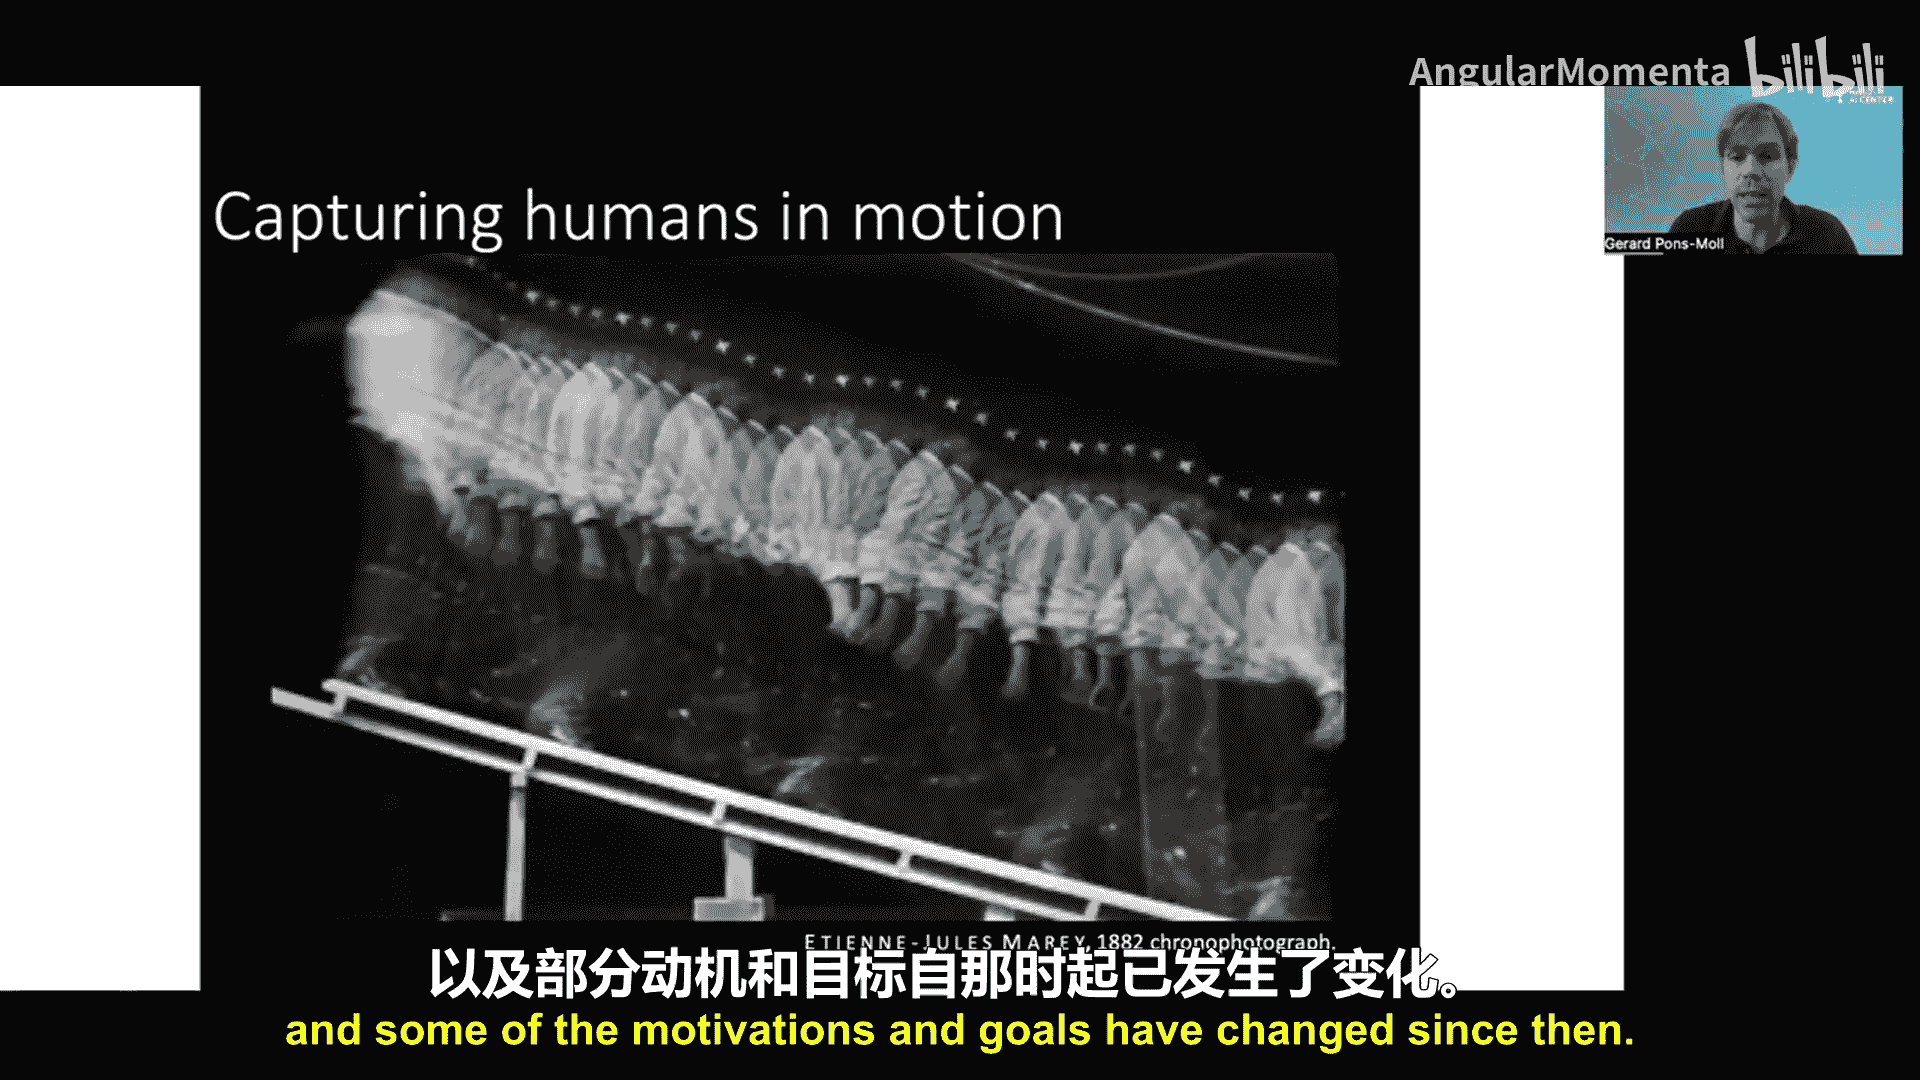 AngularMomenta bilibili
AI CENTER
Gerard Pons-Moll
Capturing humans in motion
ETIENNE-JULES MAREY, 1882 chronophotograph.
以及部分动机和目标自那时起已发生了变化。
and some of the motivations and goals have changed since then.